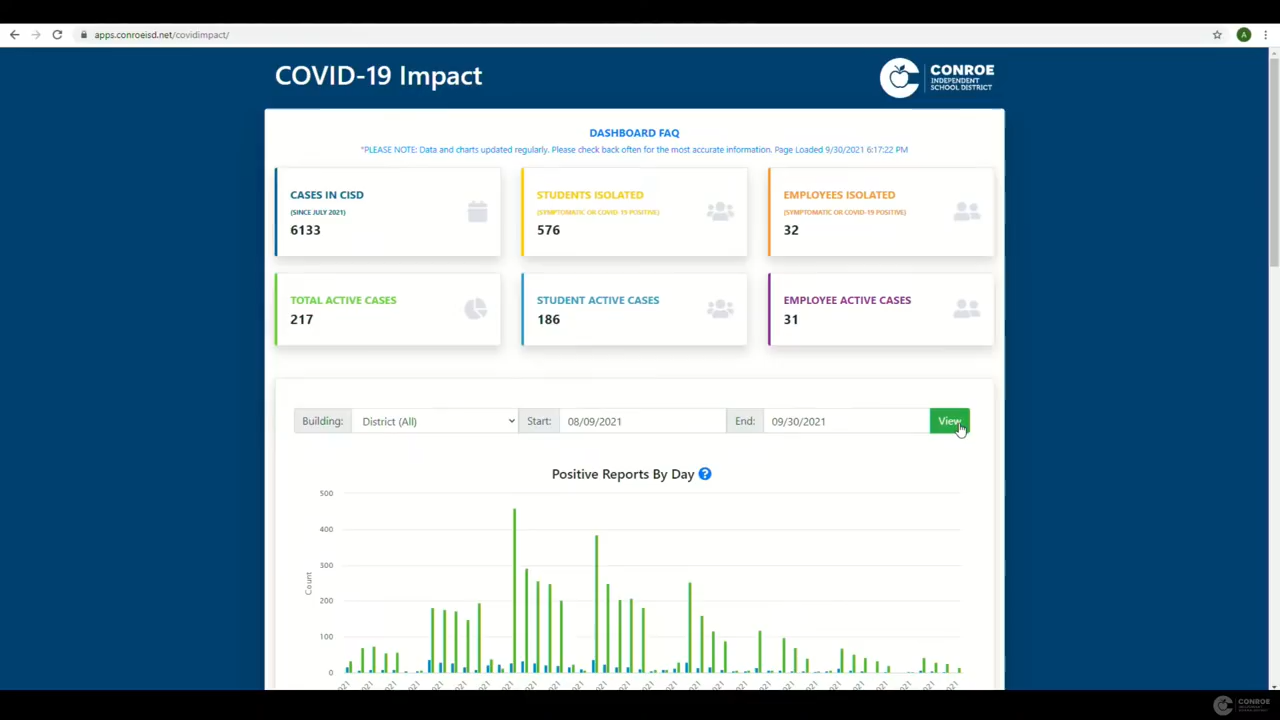 apps.conroeisd.net/covidimpact/
A
COVID-19 Impact
CONROE
INDEPENDENT
SCHOOL DISTRICT
DASHBOARD FAQ
*PLEASE NOTE: Data and charts updated regularly. Please check back often for the most accurate information. Page Loaded 9/30/2021 6:17:22 PM
CASES IN CISD
(SINCE JULY 2021)
6133
STUDENTS ISOLATED
(SYMPTOMATIC OR COVID-19 POSITIVE)
576
EMPLOYEES ISOLATED
(SYMPTOMATIC OR COVID-19 POSITIVE)
32
TOTAL ACTIVE CASES
217
STUDENT ACTIVE CASES
186
EMPLOYEE ACTIVE CASES
31
Building: District (All) Start: 08/09/2021 End: 09/30/2021 View
Positive Reports By Day ?
500
400
300
200
100
0
Count
CONROE